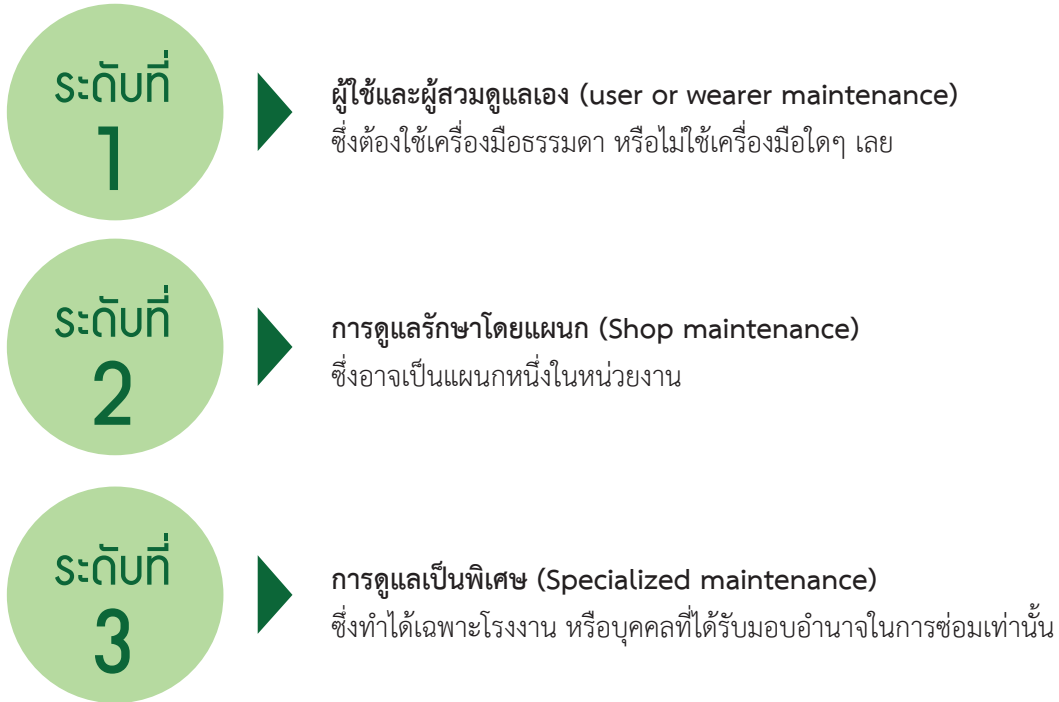 ระดับที่
1
ผู้ใช้และผู้สวมดูแลเอง (user or wearer maintenance)
ซึ่งต้องใช้เครื่องมือธรรมดา หรือไม่ใช้เครื่องมือใดๆ เลย
ระดับที่
2
การดูแลรักษาโดยแผนก (Shop maintenance)
ซึ่งอาจเป็นแผนกหนึ่งในหน่วยงาน
ระดับที่
3
การดูแลเป็นพิเศษ (Specialized maintenance)
ซึ่งทำได้เฉพาะโรงงาน หรือบุคคลที่ได้รับมอบอำนาจในการซ่อมเท่านั้น